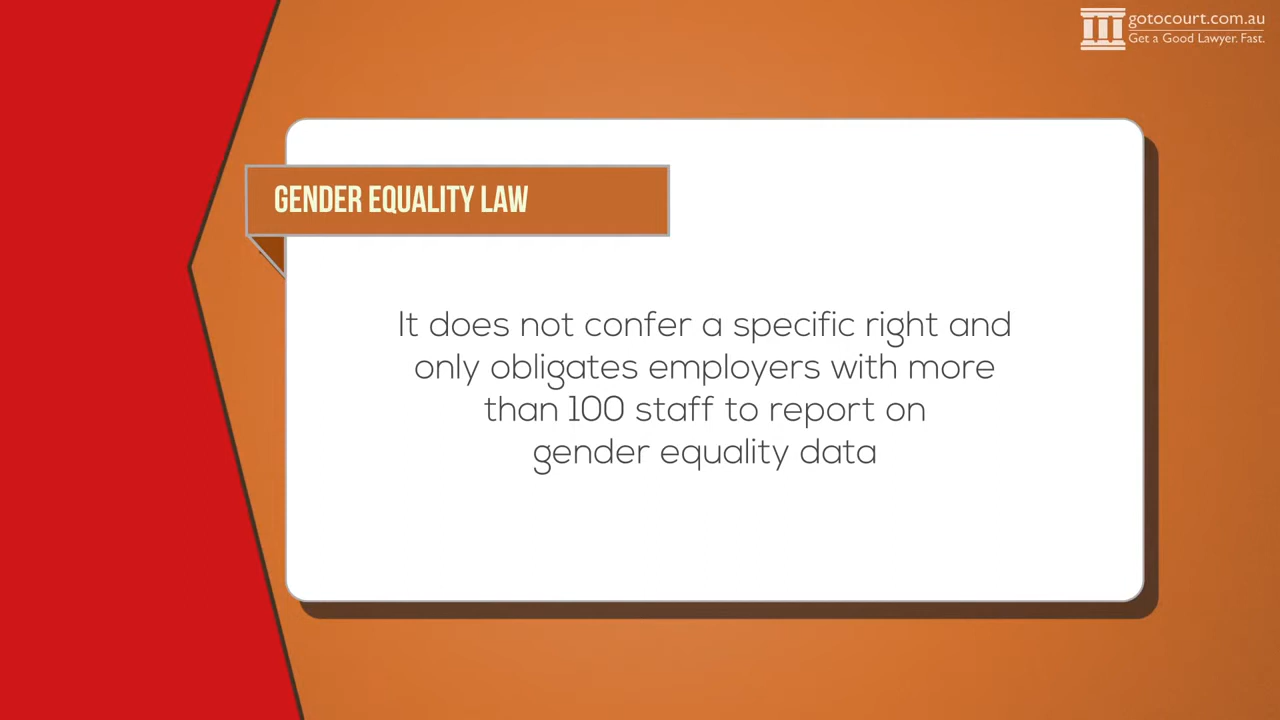 gotocourt.com.au
Get a Good Lawyer. Fast.
GENDER EQUALITY LAW
It does not confer a specific right and
only obligates employers with more
than 100 staff to report on
gender equality data